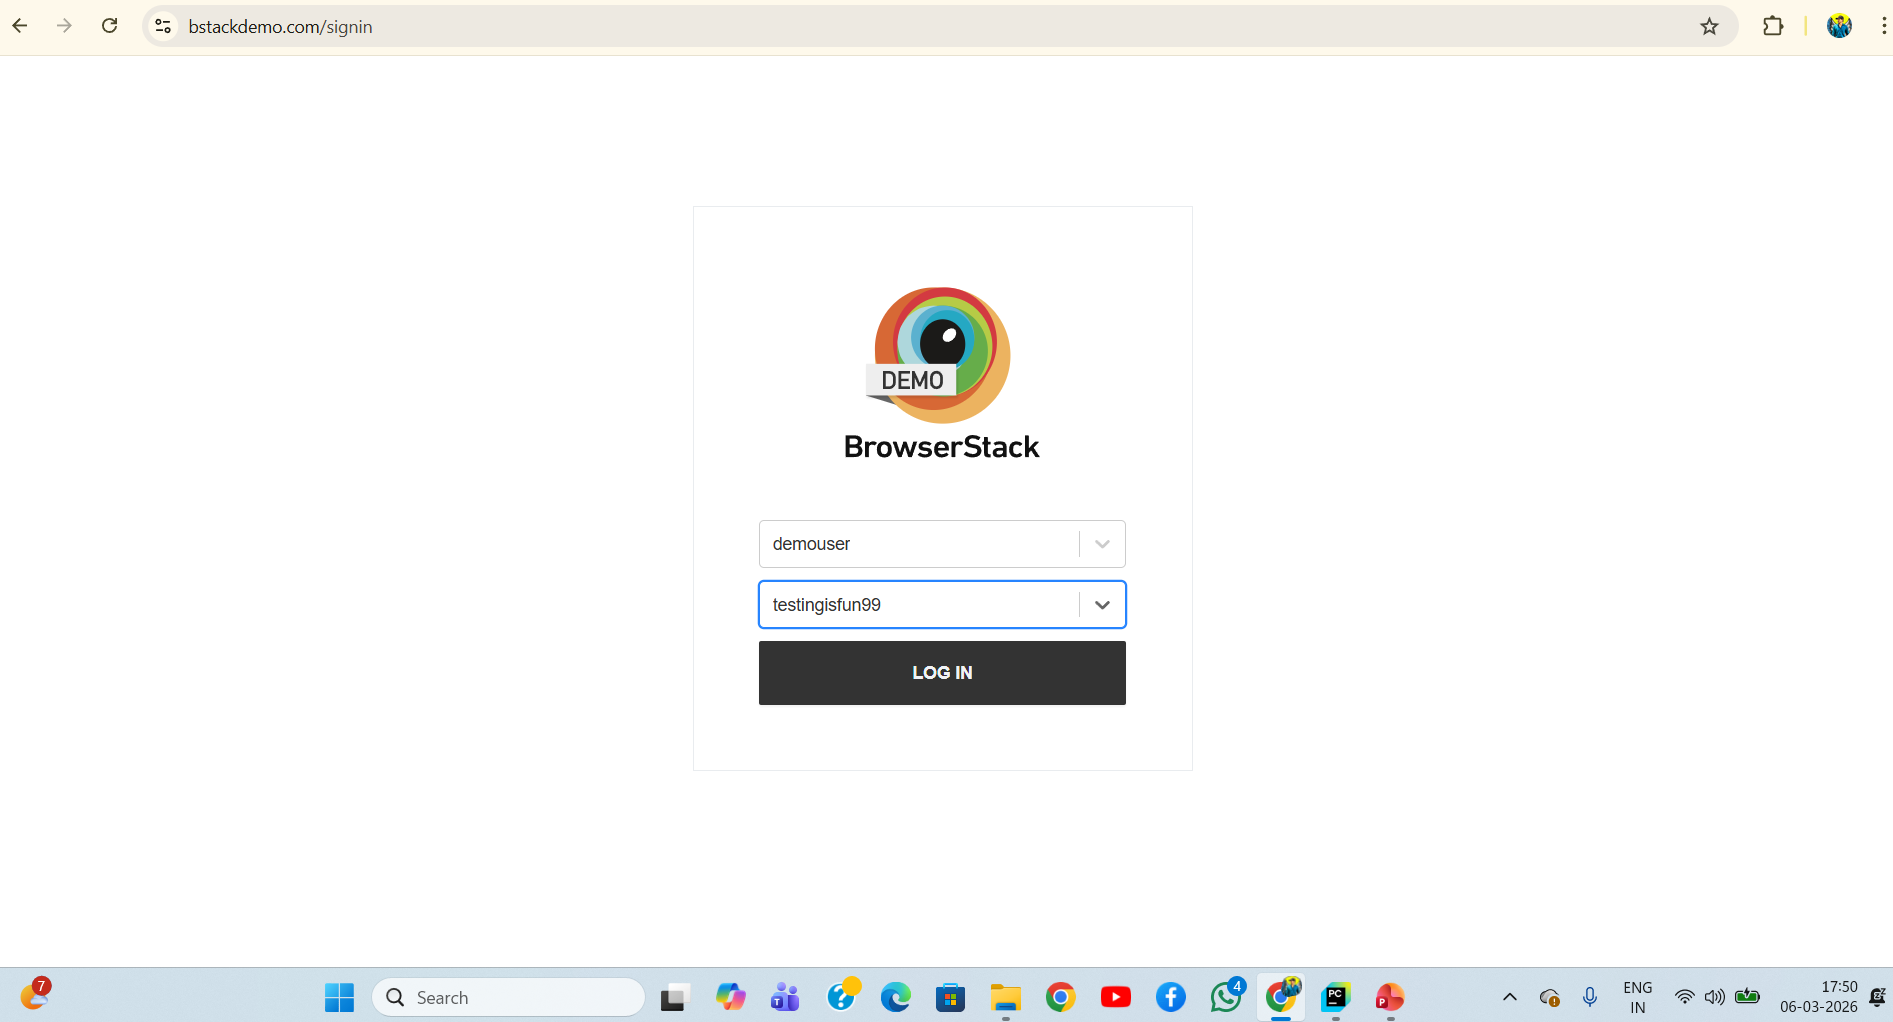 bstackdemo.com/signin
DEMO
BrowserStack
demouser
testingisfun99
LOG IN
7
Search
T
?
4
PC
P
ENG
IN
17:50
06-03-2026